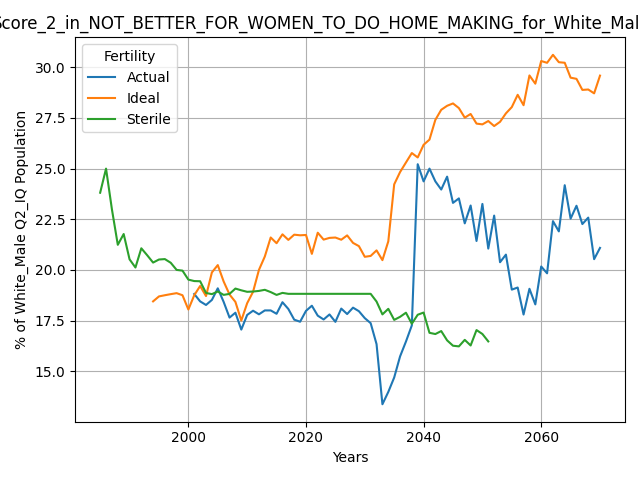 Score_2_in_NOT_BETTER_FOR_WOMEN_TO_DO_HOME_MAKING_for_White_Mal
Fertility
Actual
Ideal
Sterile
% of White_Male Q2_IQ Population
30.0
27.5
25.0
22.5
20.0
17.5
15.0
2000
2020
2040
2060
Years